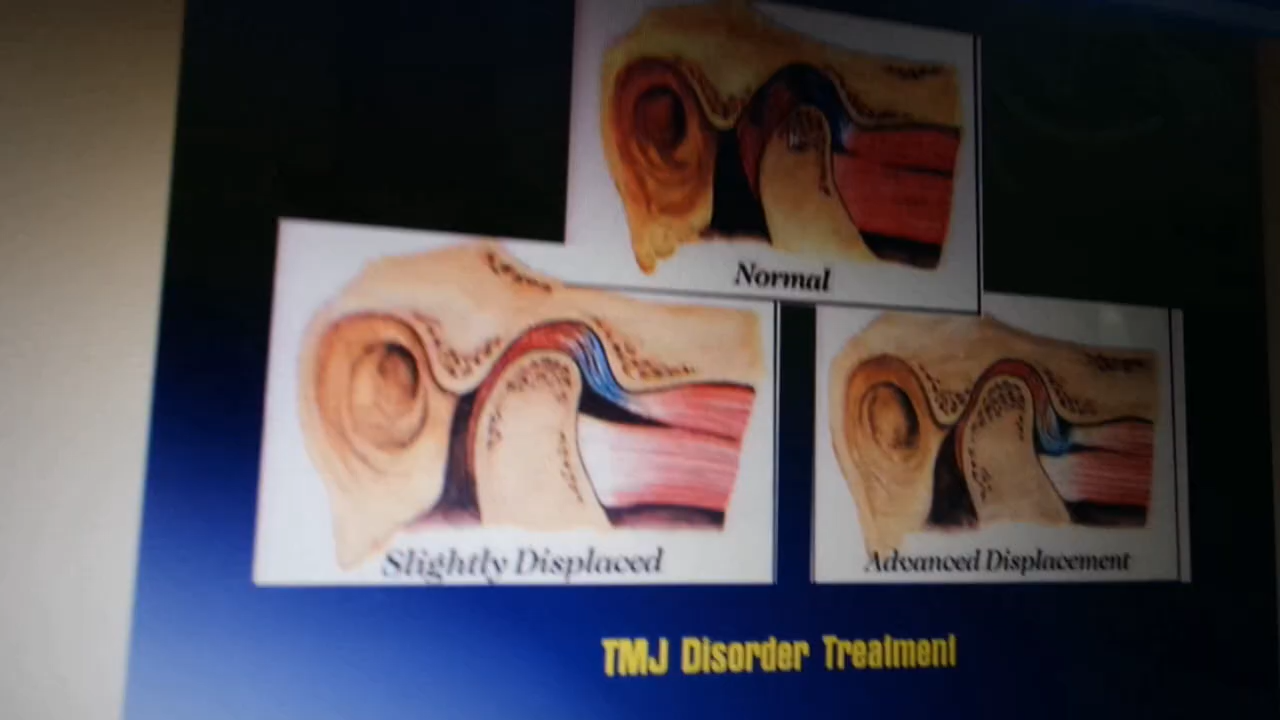 Normal
Slightly Displaced
Advanced Displacement
TMJ Disorder Treatment